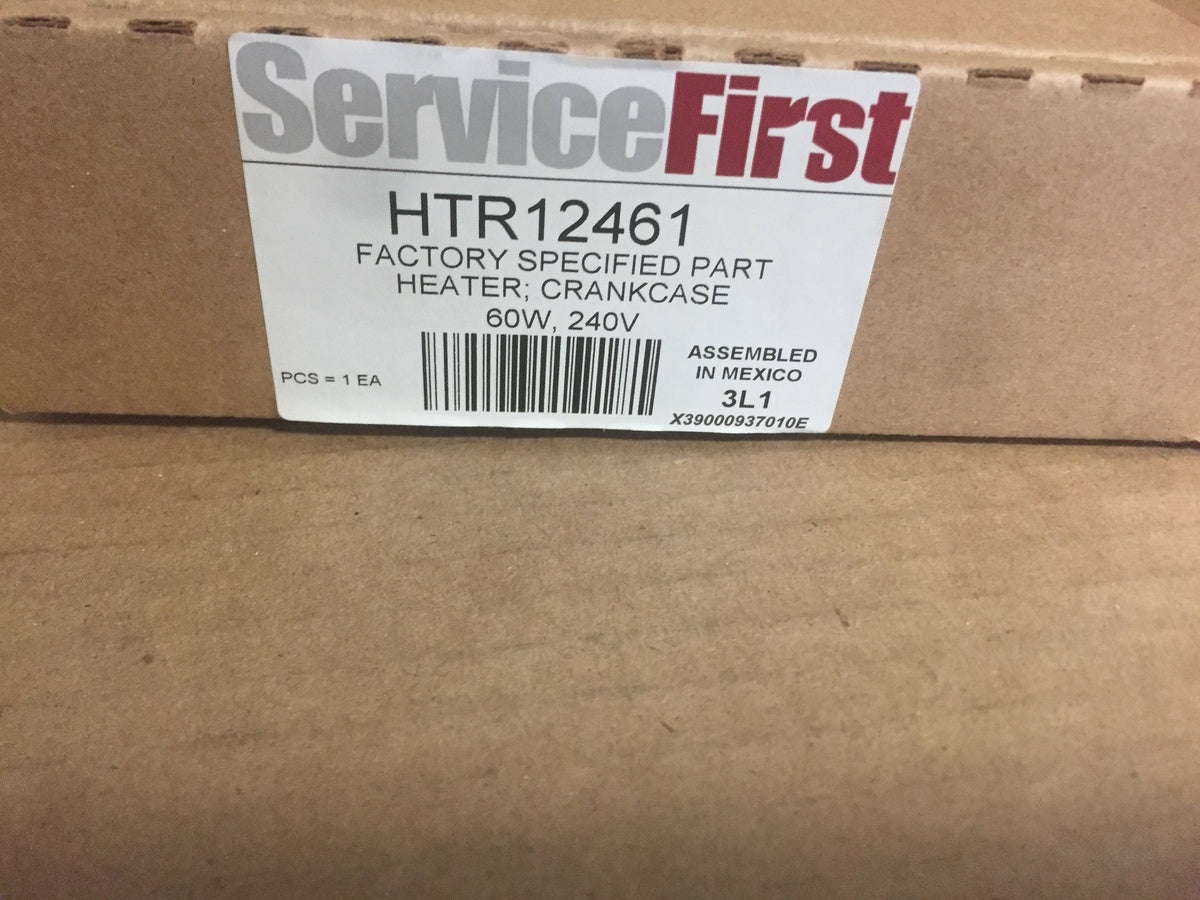 ServiceFirst
HTR12461
FACTORY SPECIFIED PART
HEATER; CRANKCASE
60W, 240V
PCS = 1 EA
ASSEMBLED
IN MEXICO
3L1
X39000937010E